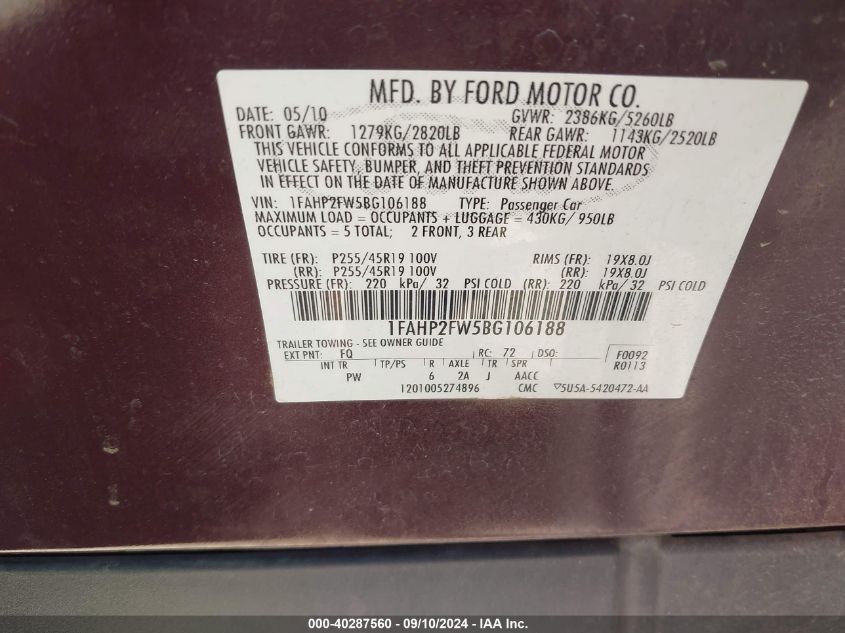 MFD. BY FORD MOTOR CO.
DATE: 05/10 GVWR: 2386KG/5260LB
FRONT GAWR: 1279KG/2820LB REAR GAWR: 1143KG/2520LB
THIS VEHICLE CONFORMS TO ALL APPLICABLE FEDERAL MOTOR
VEHICLE SAFETY, BUMPER, AND THEFT PREVENTION STANDARDS
IN EFFECT ON THE DATE OF MANUFACTURE SHOWN ABOVE.
VIN: 1FAHP2FW5BG106188 TYPE: Passenger Car
MAXIMUM LOAD = OCCUPANTS + LUGGAGE = 430KG/ 950LB
OCCUPANTS = 5 TOTAL; 2 FRONT, 3 REAR
TIRE (FR): P255/45R19 100V RIMS (FR): 19X8.0J
(RR): P255/45R19 100V (RR): 19X8.0J
PRESSURE (FR): 220 kPa/ 32 PSI COLD (RR): 220 kPa/ 32 PSI COLD
1FAHP2FW5BG106188
TRAILER TOWING - SEE OWNER GUIDE
EXT PNT: FQ RC: 72 DSO: F0092
INT TR TP/PS R AXLE TR SPR R0113
PW 6 2A J AACC
1201005274896 CMC ▽5U5A-5420472-AA
000-40287560 - 09/10/2024 - IAA Inc.